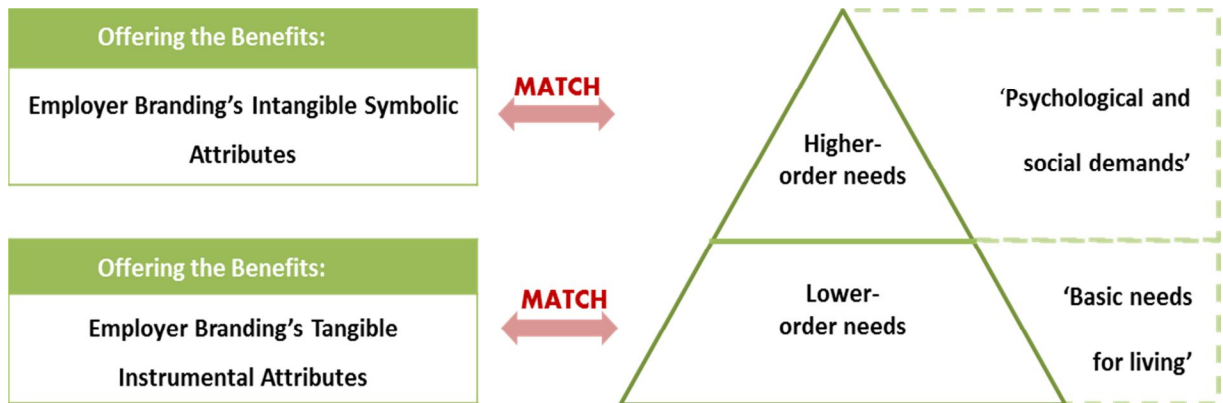 Offering the Benefits:
Employer Branding’s Intangible Symbolic
Attributes
MATCH
Higher-
order needs
‘Psychological and
social demands’
Offering the Benefits:
Employer Branding’s Tangible
Instrumental Attributes
MATCH
Lower-
order needs
‘Basic needs
for living’